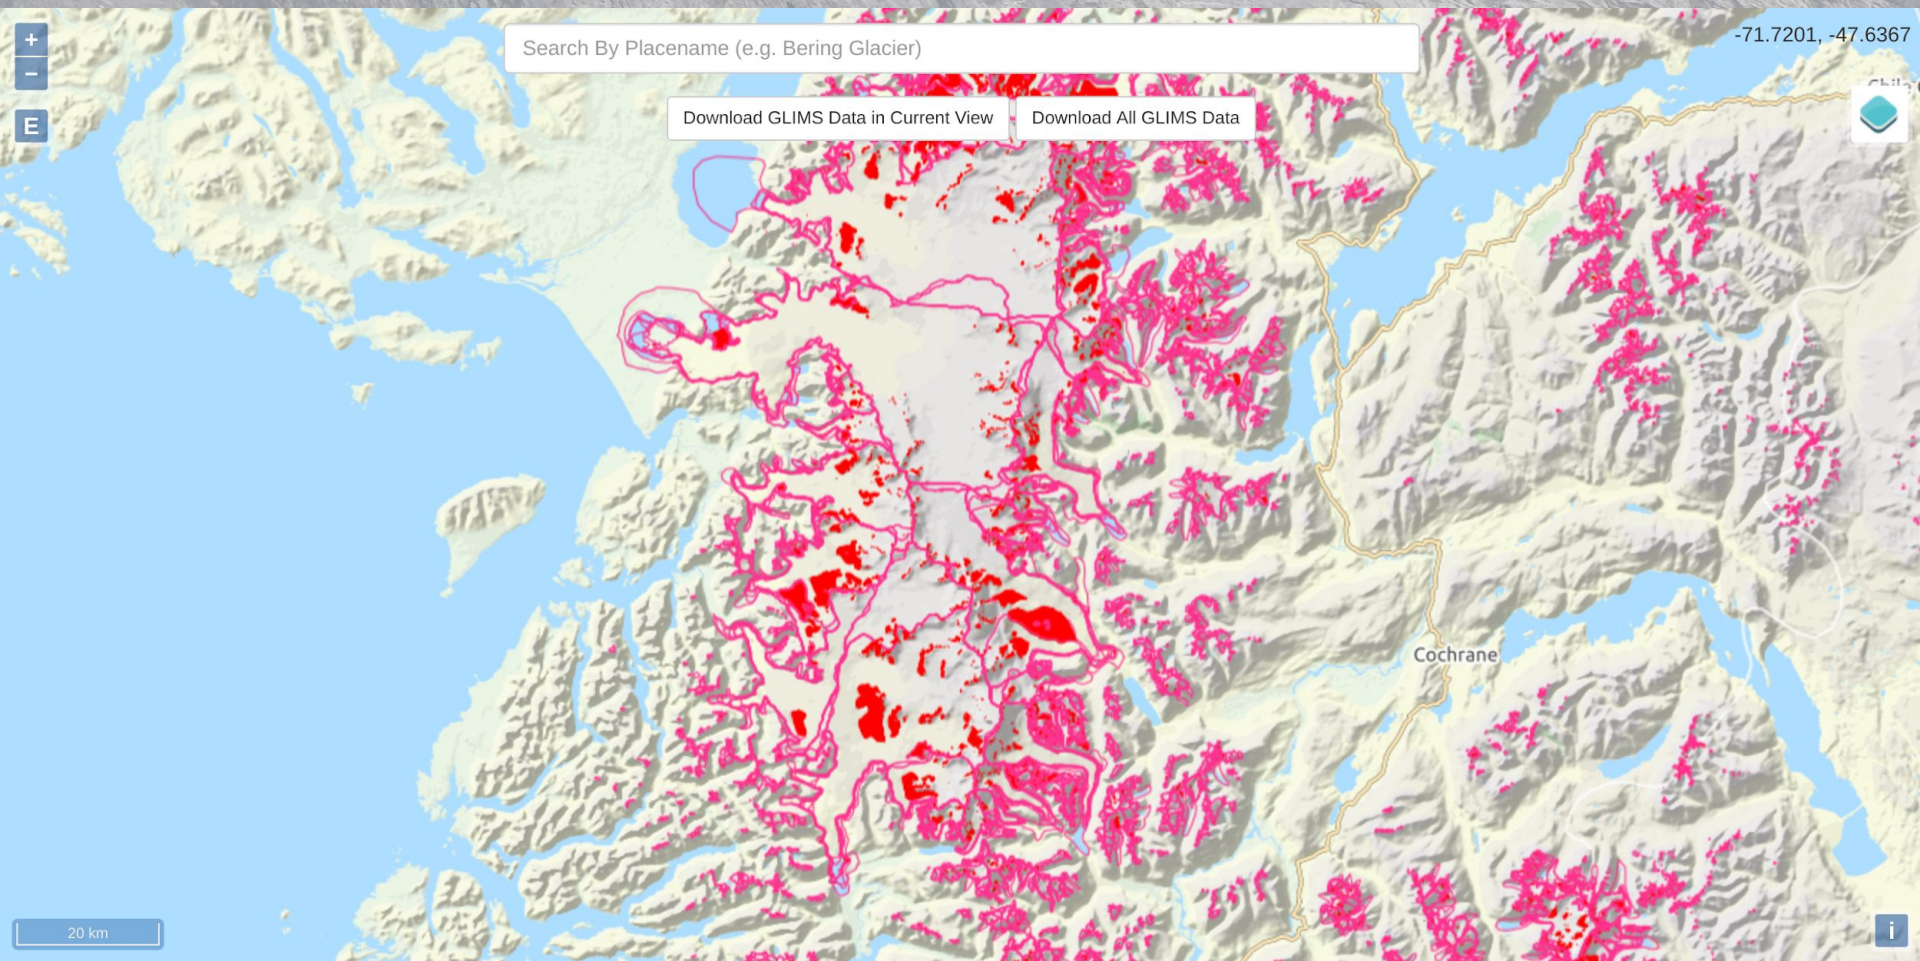 +
Search By Placename (e.g. Bering Glacier)
-71.7201, -47.6367
−
E
Download GLIMS Data in Current View
Download All GLIMS Data
Cochrane
20 km
i